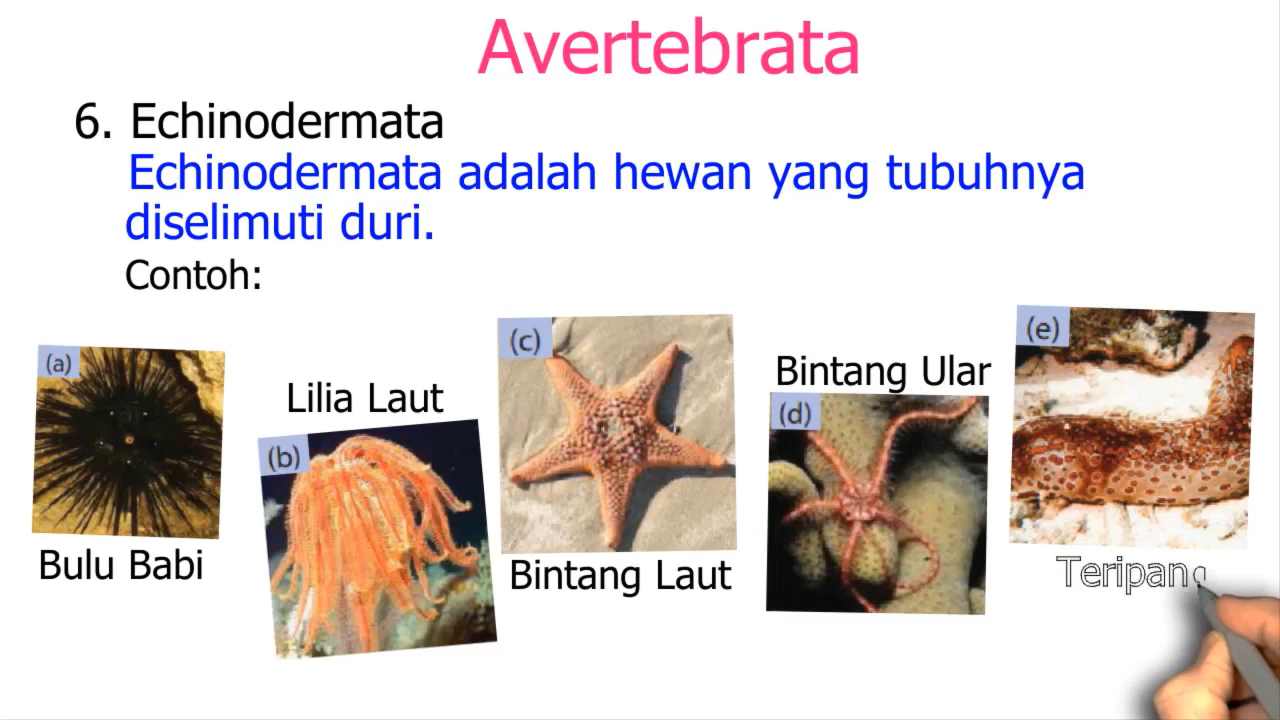 Avertebrata
6. Echinodermata
Echinodermata adalah hewan yang tubuhnya
diselimuti duri.
Contoh:
(a)
Bulu Babi
Lilia Laut
(b)
(c)
Bintang Laut
Bintang Ular
(d)
(e)
Teripang